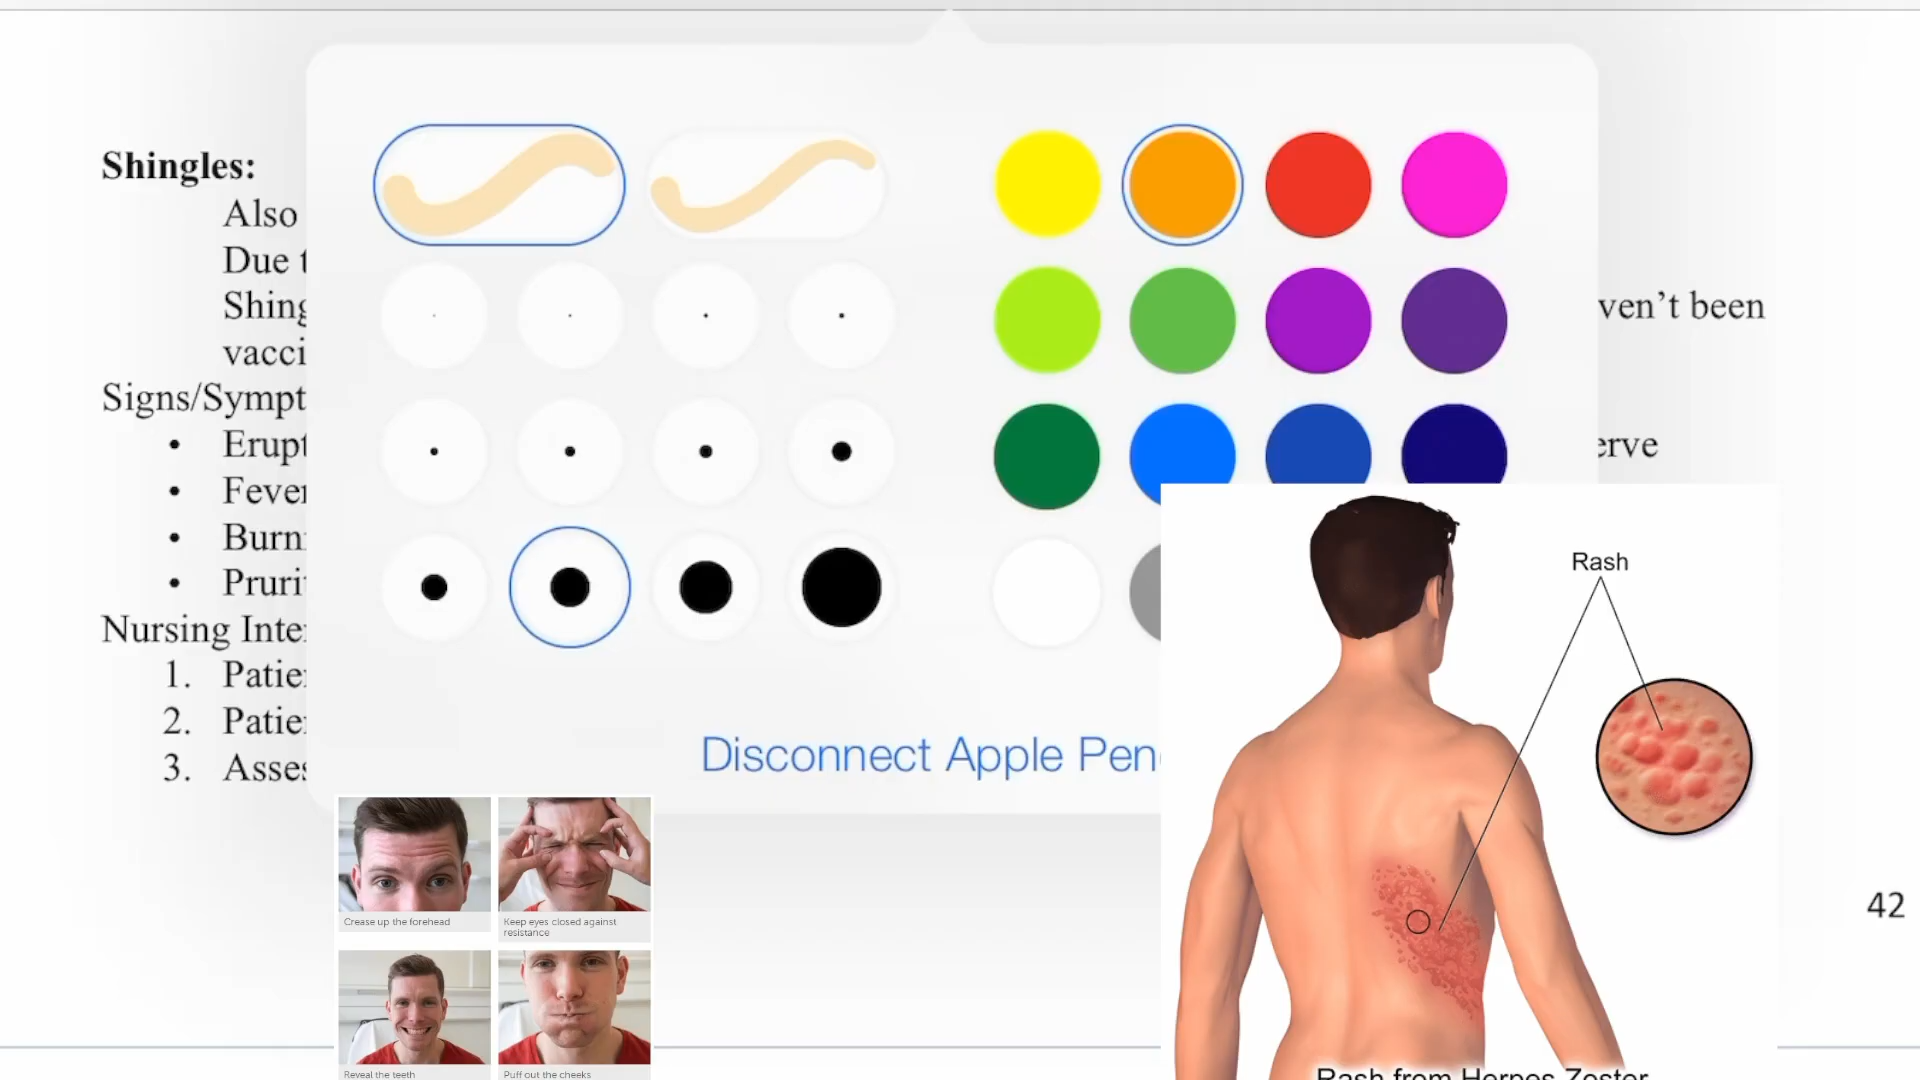 Shingles:
Also
Due
Shing
ven't been
vacci
Signs/Sympt
• Erupt
erve
• Fever
• Burn
• Pruri
Nursing Inter
1. Patie
2. Patie
3. Asses
Disconnect Apple Pen
Rash
42
Crease up the forehead
Keep eyes closed against
resistance
Reveal the teeth
Puff out the cheeks
Rash from Herpes Zoster